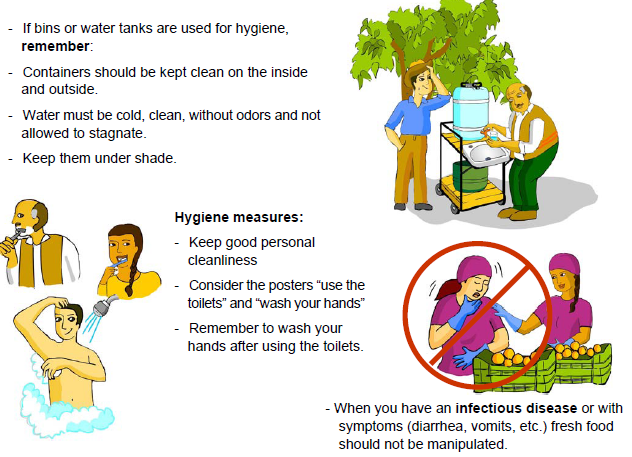 - If bins or water tanks are used for hygiene,
remember:
- Containers should be kept clean on the inside
and outside.
- Water must be cold, clean, without odors and not
allowed to stagnate.
- Keep them under shade.
Hygiene measures:
- Keep good personal
cleanliness
- Consider the posters “use the
toilets” and “wash your hands”
- Remember to wash your
hands after using the toilets.
- When you have an infectious disease or with
symptoms (diarrhea, vomits, etc.) fresh food
should not be manipulated.